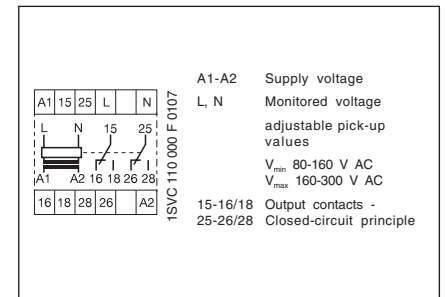 A1 15 25 L N
L N 15 25
A1 A2 16 18 26 28
16 18 28 26 A2
1SVC 110 000 F 0107
A1-A2 Supply voltage
L, N Monitored voltage
adjustable pick-up
values
Vmin 80-160 V AC
Vmax 160-300 V AC
15-16/18 Output contacts -
25-26/28 Closed-circuit principle